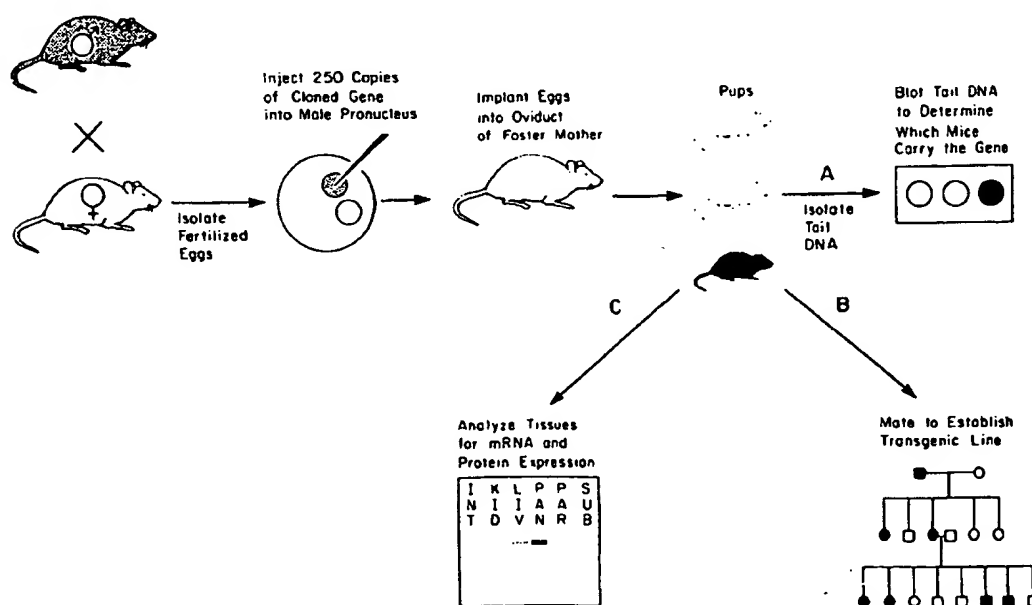 Inject 250 Copies
of Cloned Gene
into Male Pronucleus
Implant Eggs
into Oviduct
of Foster Mother
Pups
Blot Tail DNA
to Determine
Which Mice
Carry the Gene
Isolate
Fertilized
Eggs
A
Isolate
Tail
DNA
C
B
Analyze Tissues
for mRNA and
Protein Expression
I K L P P S
N I I A A U
T D V N R B
Mate to Establish
Transgenic Line